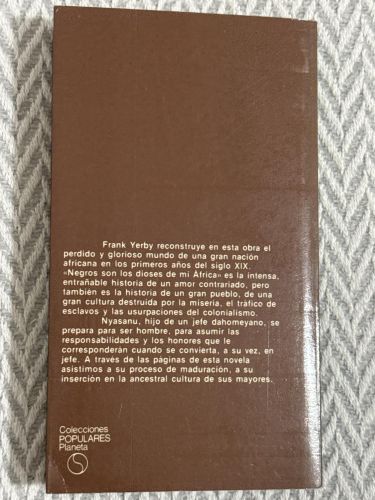 Frank Yerby reconstruye en esta obra el
perdido y glorioso mundo de una gran nación
africana en los primeros años del siglo XIX.
«Negros son los dioses de mi África» es la intensa,
entrañable historia de un amor contrariado, pero
también es la historia de un gran pueblo, de una
gran cultura destruida por la miseria, el tráfico de
esclavos y las usurpaciones del colonialismo.
Nyasanu, hijo de un jefe dahomeyano, se
prepara para ser hombre, para asumir las
responsabilidades y los honores que le
corresponderán cuando se convierta, a su vez, en
jefe. A través de las páginas de esta novela
asistimos a su proceso de maduración, a su
inserción en la ancestral cultura de sus mayores.
Colecciones
POPULARES
Planeta